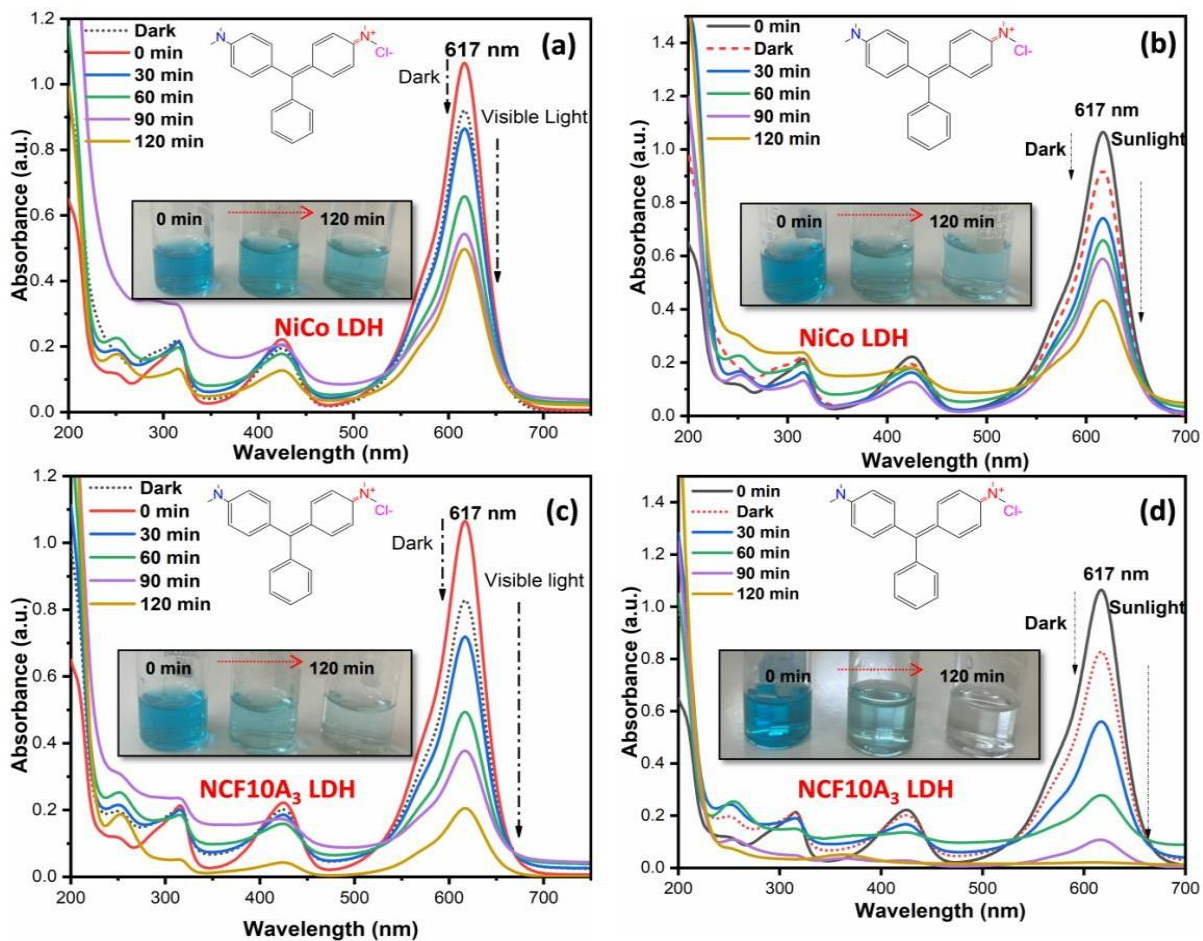 (a)
Dark
0 min
30 min
60 min
90 min
120 min
N
N+
Cl-
617 nm
Dark
Visible Light
0 min
120 min
NiCo LDH
1.2
1.0
0.8
0.6
0.4
0.2
0.0
200 300 400 500 600 700
Absorbance (a.u.)
Wavelength (nm)
(b)
0 min
Dark
30 min
60 min
90 min
120 min
N
N+
Cl-
617 nm
Dark
Sunlight
0 min
120 min
NiCo LDH
1.4
1.2
1.0
0.8
0.6
0.4
0.2
0.0
200 300 400 500 600 700
Absorbance (a.u.)
Wavelength (nm)
(c)
Dark
0 min
30 min
60 min
90 min
120 min
N
N+
Cl-
617 nm
Dark
Visible light
0 min
120 min
NCF10A₃ LDH
1.2
1.0
0.8
0.6
0.4
0.2
0.0
200 300 400 500 600 700
Absorbance (a.u.)
Wavelength (nm)
(d)
0 min
Dark
30 min
60 min
90 min
120 min
N
N+
Cl-
617 nm
Dark
Sunlight
0 min
120 min
NCF10A₃ LDH
1.4
1.2
1.0
0.8
0.6
0.4
0.2
0.0
200 300 400 500 600 700
Absorbance (a.u.)
Wavelength (nm)